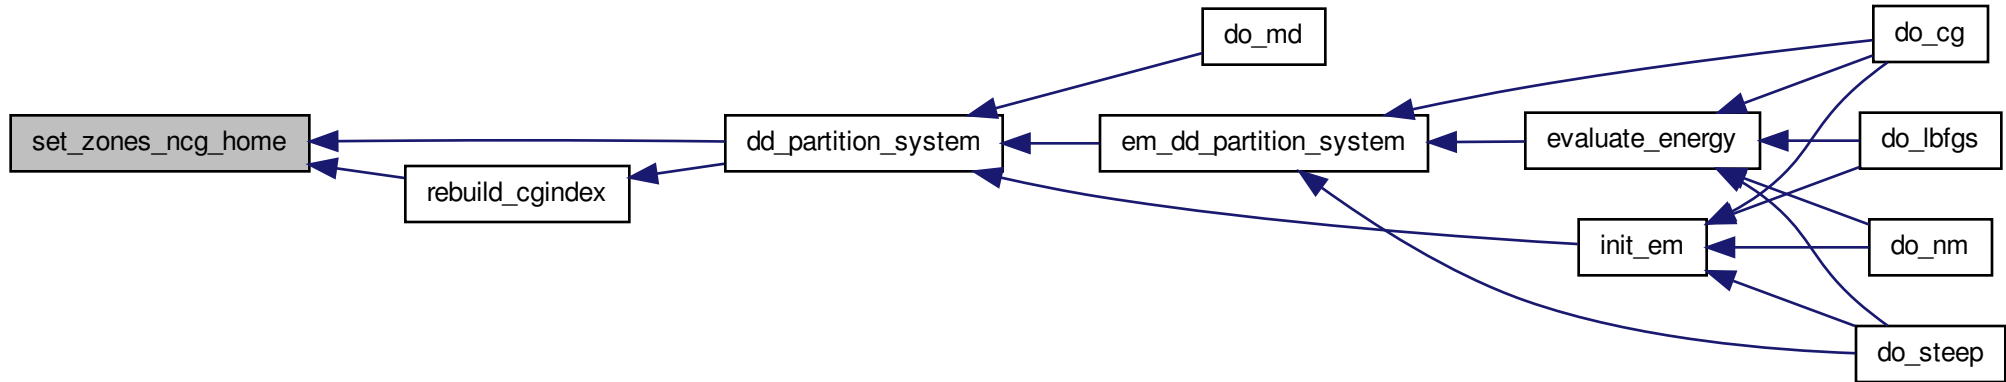 set_zones_ncg_home
rebuild_cgindex
dd_partition_system
do_md
em_dd_partition_system
evaluate_energy
init_em
do_cg
do_lbfgs
do_nm
do_steep